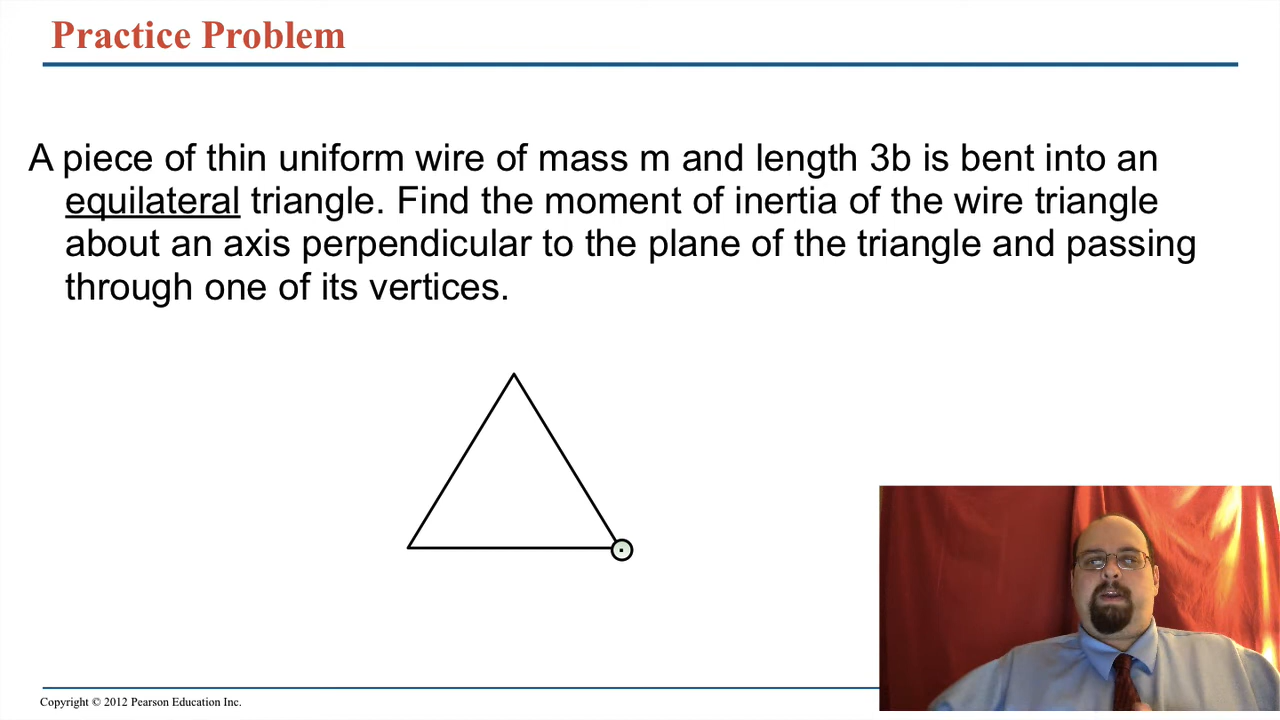 Practice Problem
A piece of thin uniform wire of mass m and length 3b is bent into an
equilateral triangle. Find the moment of inertia of the wire triangle
about an axis perpendicular to the plane of the triangle and passing
through one of its vertices.
Copyright © 2012 Pearson Education Inc.